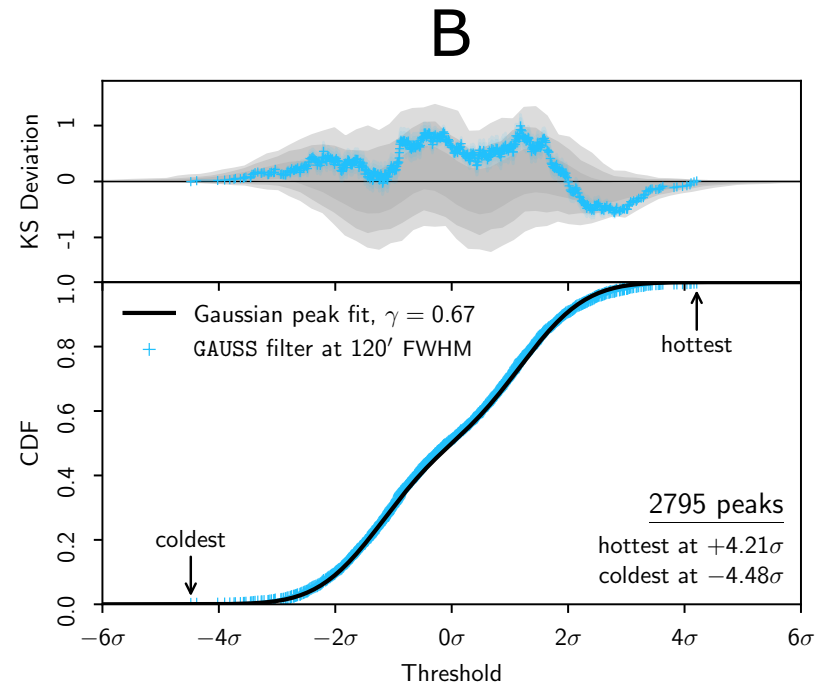 B
KS Deviation
1
0
-1
CDF
1.0
0.8
0.6
0.4
0.2
0.0
Gaussian peak fit, γ = 0.67
GAUSS filter at 120′ FWHM
hottest
coldest
2795 peaks
hottest at +4.21σ
coldest at −4.48σ
−6σ −4σ −2σ 0σ 2σ 4σ 6σ
Threshold